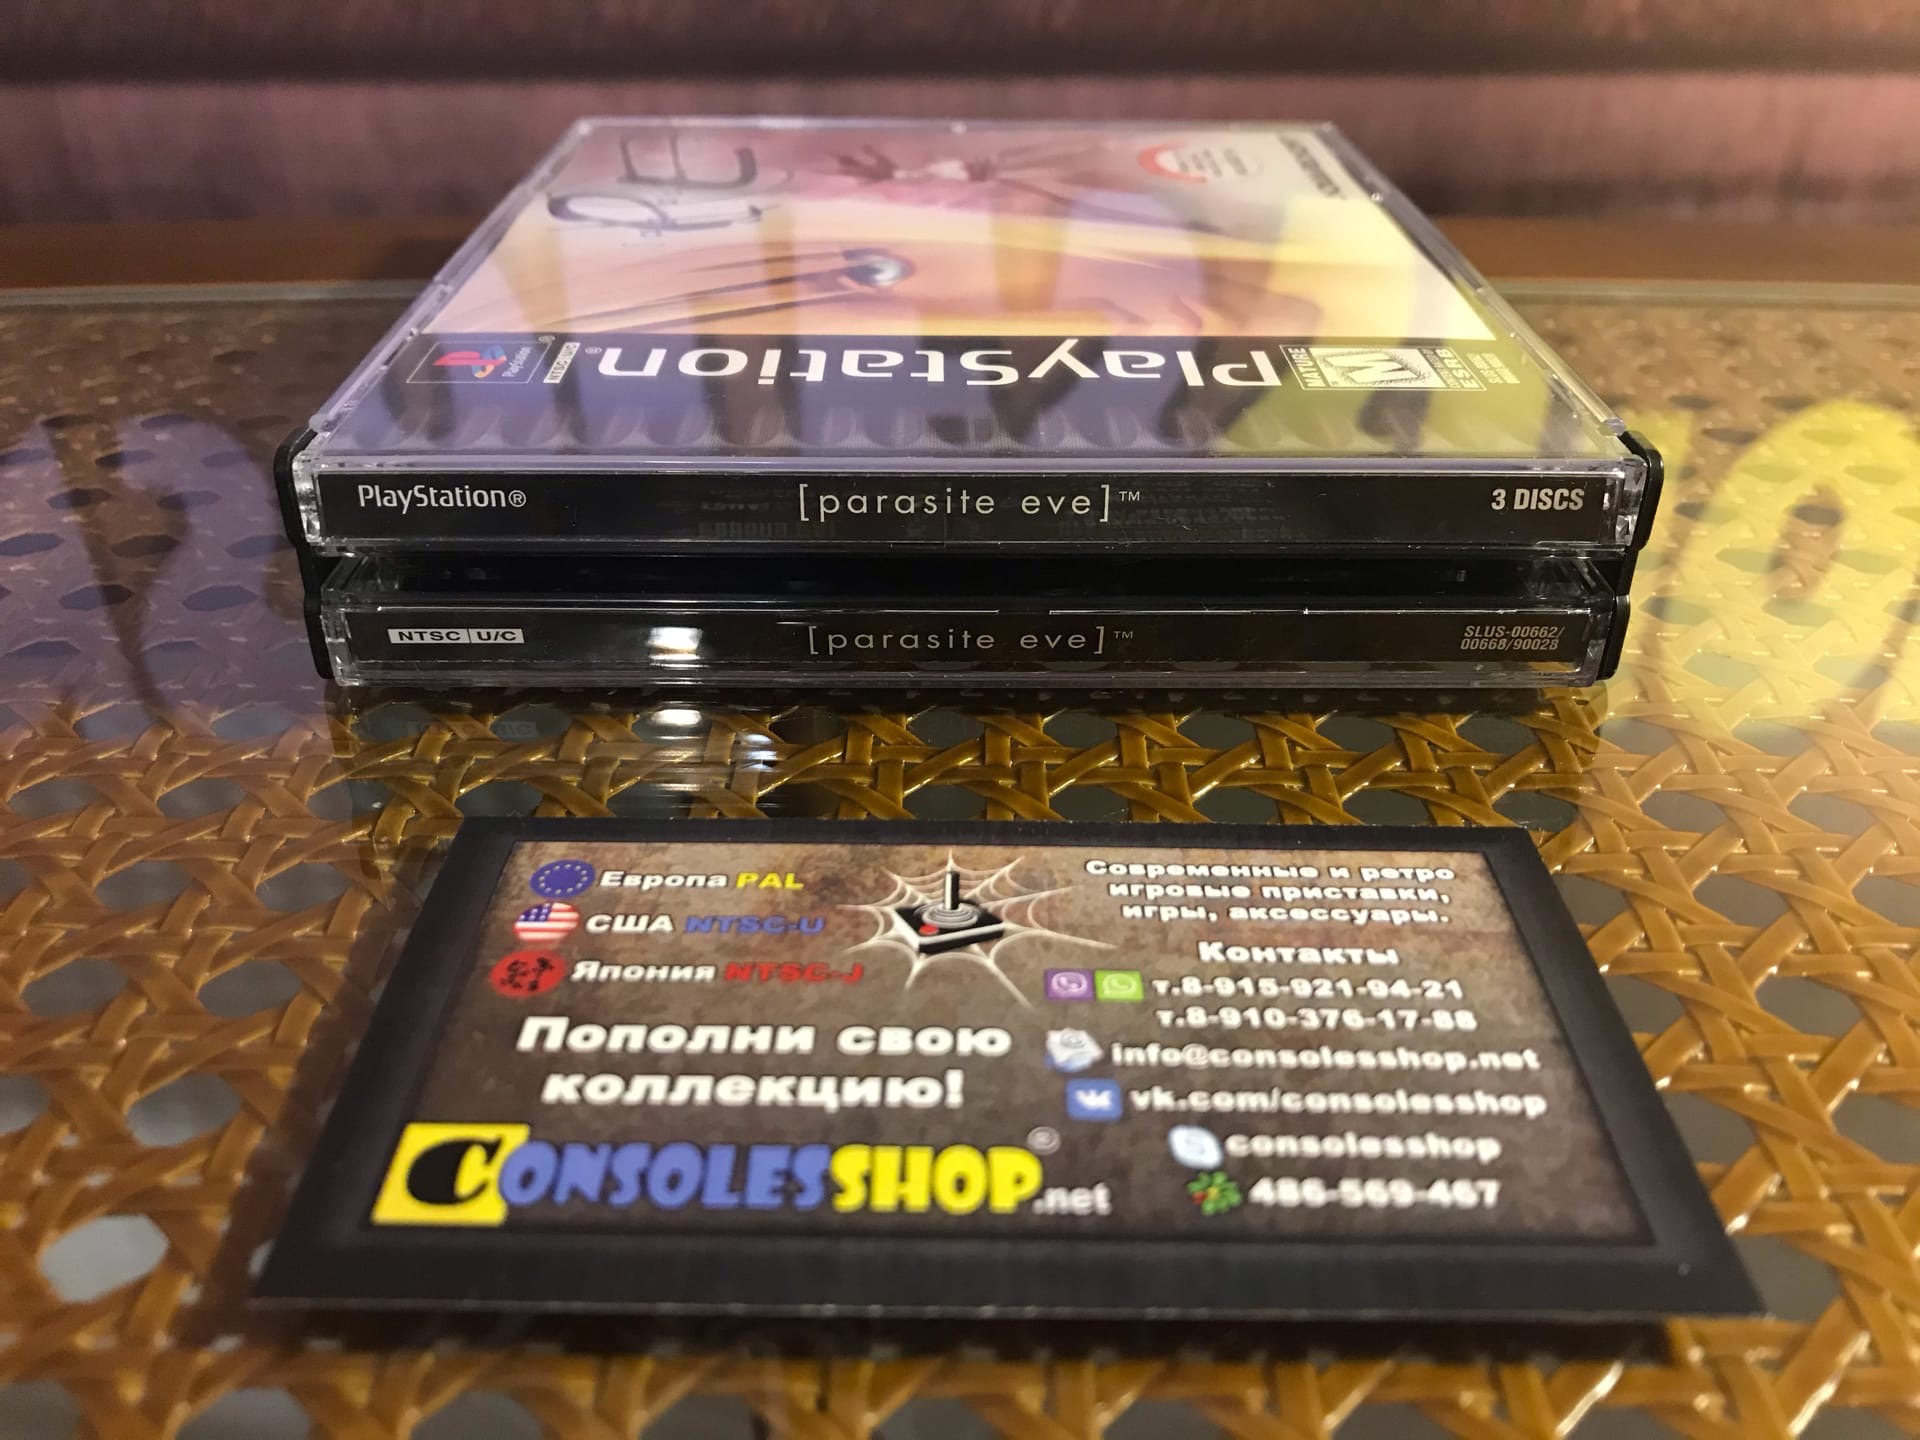 PlayStation
NTSC U/C
PlayStation®
MATURE
M
ESRB
PlayStation® [parasite eve]™ 3 DISCS
NTSC U/C [parasite eve]™ SLUS-00662/
00668/90028
Европа PAL
США NTSC-U
Япония NTSC-J
Пополни свою
коллекцию!
CONSOLESSHOP.net®
Современные и ретро
игровые приставки,
игры, аксессуары.
Контакты
т.8-915-921-94-21
т.8-910-376-17-88
info@consolesshop.net
vk.com/consolesshop
consolesshop
486-569-467